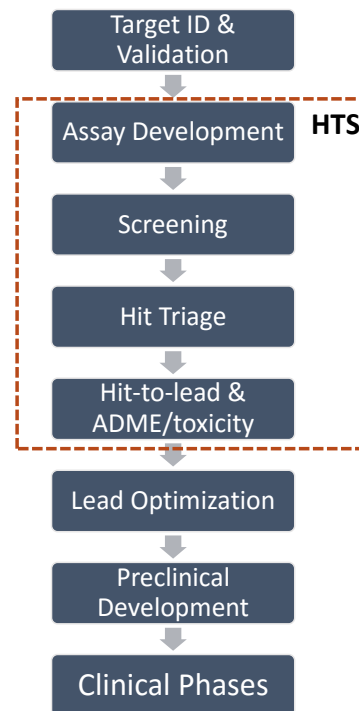 Target ID &
Validation
Assay Development
HTS
Screening
Hit Triage
Hit-to-lead &
ADME/toxicity
Lead Optimization
Preclinical
Development
Clinical Phases